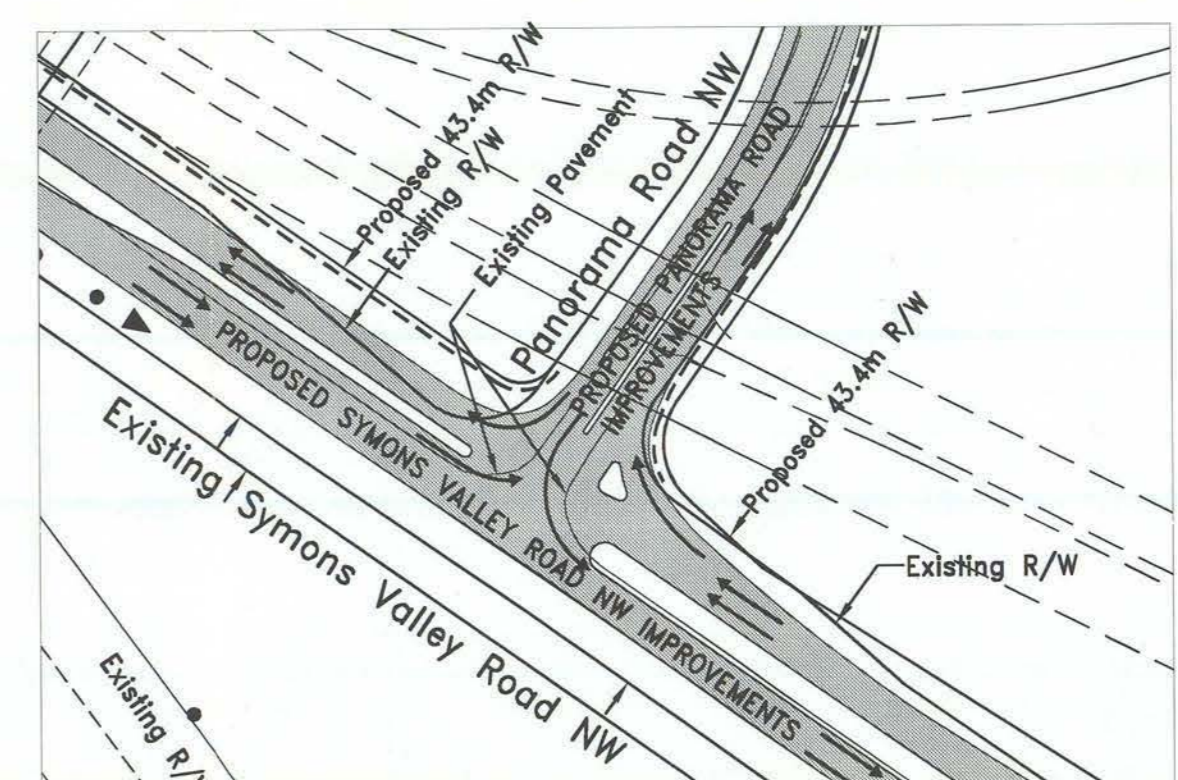 Proposed 43.4m R/W
Existing R/W
Existing Pavement
Panorama Road NW
PROPOSED PANORAMA ROAD
IMPROVEMENTS
Proposed 43.4m R/W
Existing R/W
PROPOSED SYMONS VALLEY ROAD NW IMPROVEMENTS
Existing Symons Valley Road NW
Existing R/W